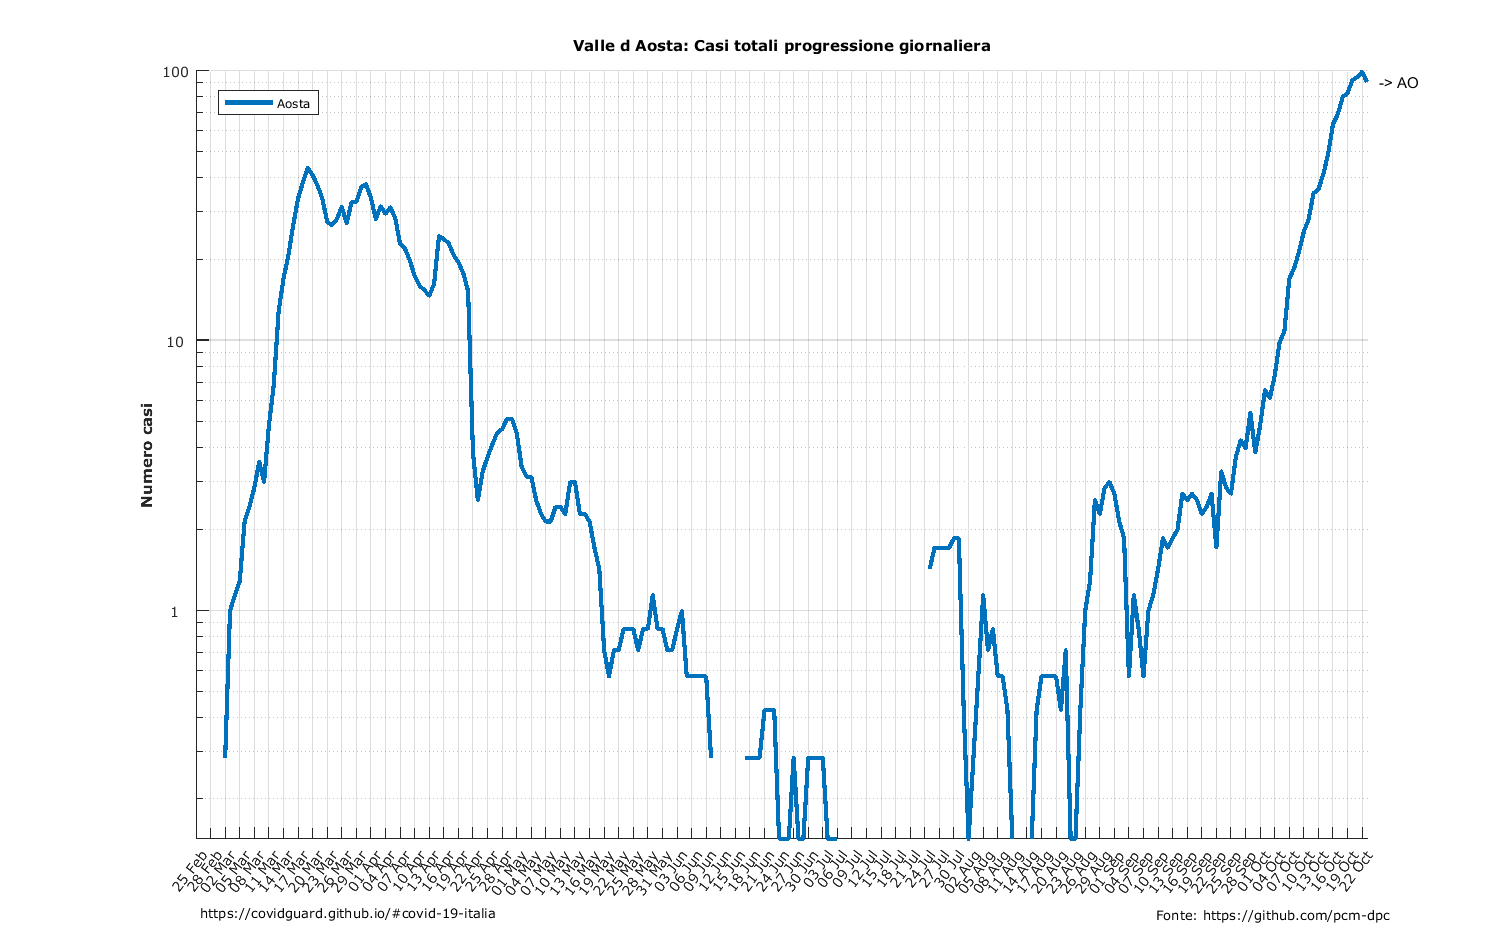 Valle d Aosta: Casi totali progressione giornaliera
100
-> AO
Aosta
10
Numero casi
1
25 Feb
28 Feb
02 Mar
05 Mar
08 Mar
11 Mar
14 Mar
17 Mar
20 Mar
23 Mar
26 Mar
29 Mar
01 Apr
04 Apr
07 Apr
10 Apr
13 Apr
16 Apr
19 Apr
22 Apr
25 Apr
28 Apr
01 May
04 May
07 May
10 May
13 May
16 May
19 May
22 May
25 May
28 May
31 May
03 Jun
06 Jun
09 Jun
12 Jun
15 Jun
18 Jun
21 Jun
24 Jun
27 Jun
30 Jun
03 Jul
06 Jul
09 Jul
12 Jul
15 Jul
18 Jul
21 Jul
24 Jul
27 Jul
30 Jul
02 Aug
05 Aug
08 Aug
11 Aug
14 Aug
17 Aug
20 Aug
23 Aug
26 Aug
29 Aug
01 Sep
04 Sep
07 Sep
10 Sep
13 Sep
16 Sep
19 Sep
22 Sep
25 Sep
28 Sep
01 Oct
04 Oct
07 Oct
10 Oct
13 Oct
16 Oct
19 Oct
22 Oct
https://covidguard.github.io/#covid-19-italia
Fonte: https://github.com/pcm-dpc